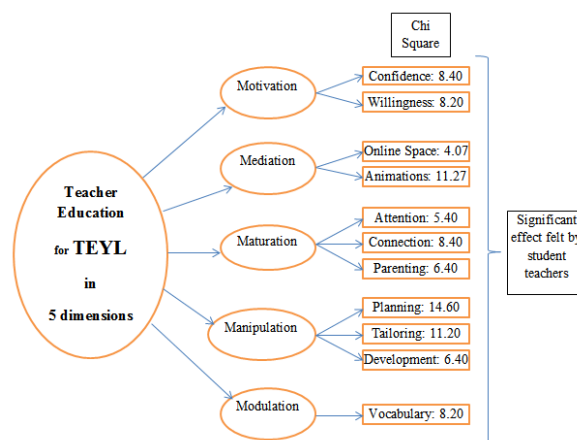 Chi
Square
Motivation
Confidence: 8.40
Willingness: 8.20
Mediation
Online Space: 4.07
Animations: 11.27
Teacher
Education
for TEYL
in
5 dimensions
Maturation
Attention: 5.40
Connection: 8.40
Parenting: 6.40
Manipulation
Planning: 14.60
Tailoring: 11.20
Development: 6.40
Modulation
Vocabulary: 8.20
Significant
effect felt by
student
teachers